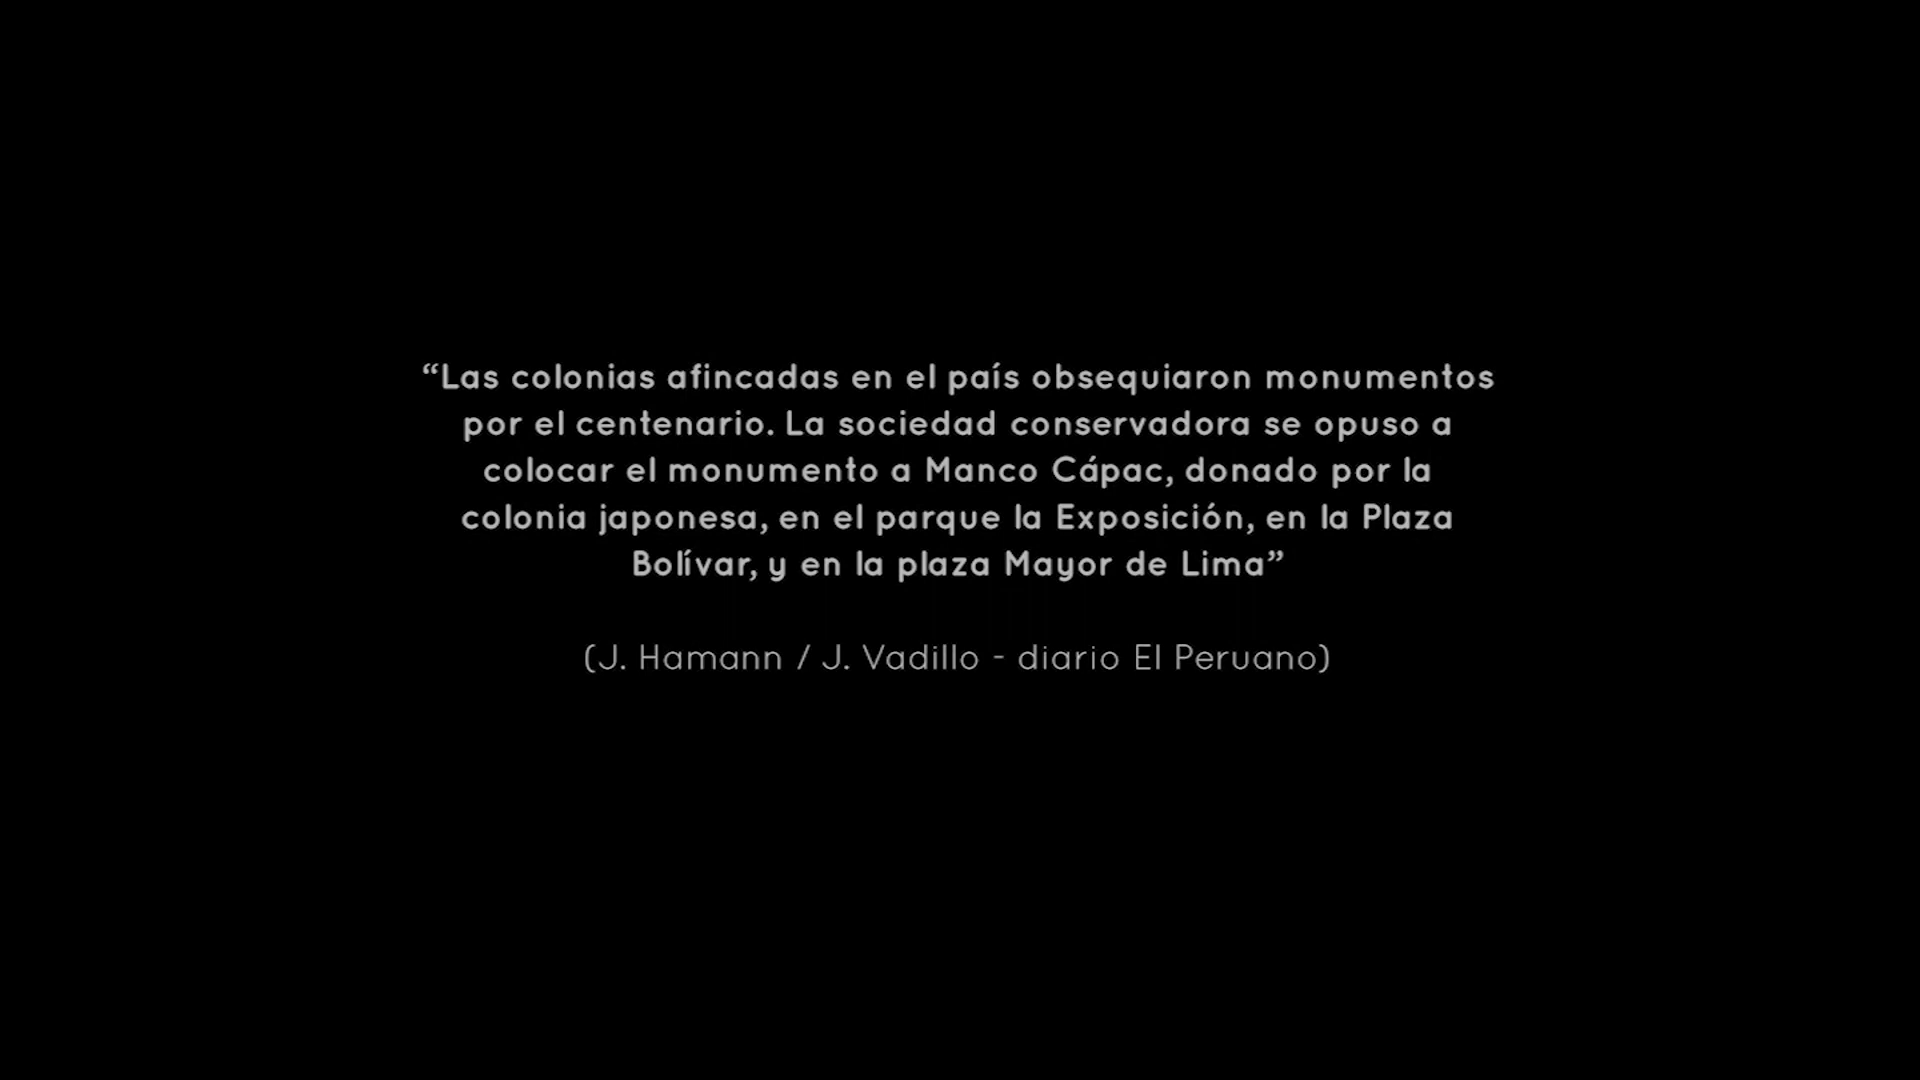 “Las colonias afincadas en el país obsequiaron monumentos
por el centenario. La sociedad conservadora se opuso a
colocar el monumento a Manco Cápac, donado por la
colonia japonesa, en el parque la Exposición, en la Plaza
Bolívar, y en la plaza Mayor de Lima”
(J. Hamann / J. Vadillo - diario El Peruano)